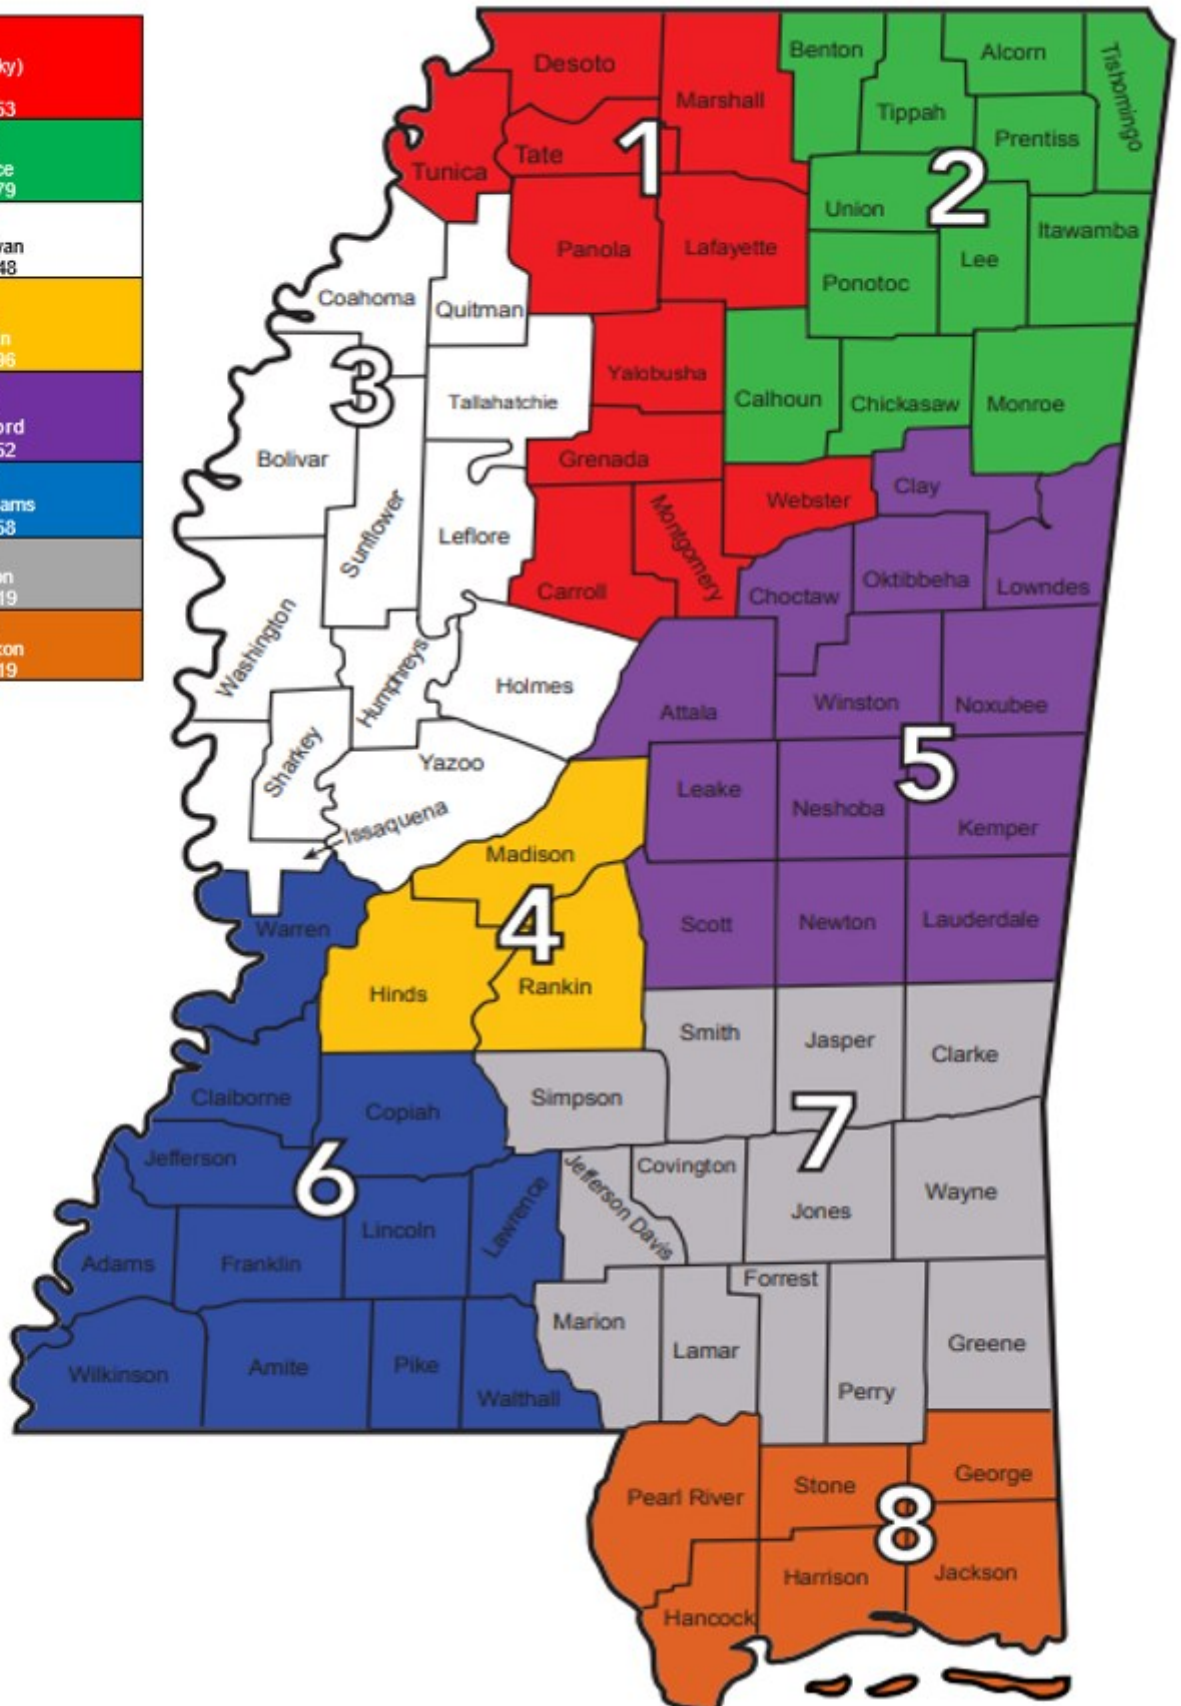 ky)
53
ce
79
van
48
n
96
ord
52
ams
58
on
19
kon
19
Desoto
Marshall
Benton
Tippah
Alcorn
Tishomingo
Prentiss
Tunica
Tate
1
2
Union
Itawamba
Panola
Lafayette
Ponotoc
Lee
Coahoma
Quitman
3
Tallahatchie
Yalobusha
Calhoun
Chickasaw
Monroe
Bolivar
Sunflower
Leflore
Grenada
Carroll
Montgomery
Webster
Clay
Choctaw
Oktibbeha
Lowndes
Washington
Humphreys
Holmes
Attala
Winston
Noxubee
Sharkey
Yazoo
Issaquena
5
Leake
Neshoba
Kemper
Madison
4
Warren
Hinds
Rankin
Scott
Newton
Lauderdale
Smith
Jasper
Clarke
Claiborne
Copiah
Simpson
7
Jefferson
6
Lawrence
Jefferson Davis
Covington
Jones
Wayne
Adams
Franklin
Lincoln
Marion
Lamar
Forrest
Perry
Greene
Wilkinson
Amite
Pike
Walthall
Pearl River
Stone
George
8
Hancock
Harrison
Jackson